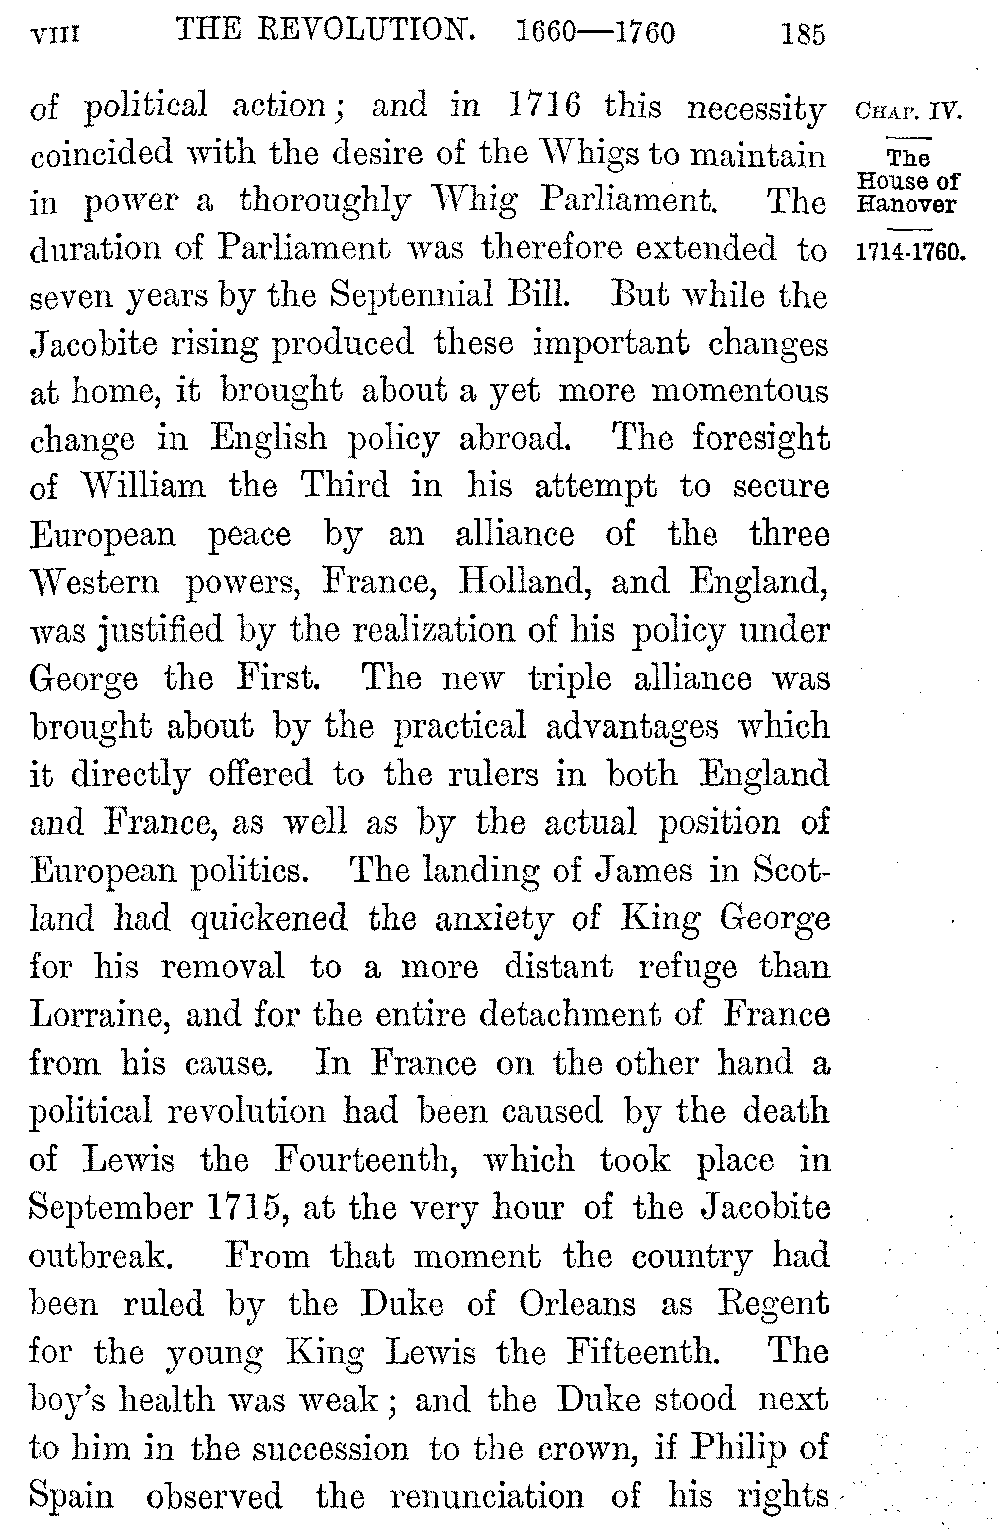 VIII THE REVOLUTION. 1660—1760 185
of political action; and in 1716 this necessity
coincided with the desire of the Whigs to maintain
in power a thoroughly Whig Parliament. The
duration of Parliament was therefore extended to
seven years by the Septennial Bill. But while the
Jacobite rising produced these important changes
at home, it brought about a yet more momentous
change in English policy abroad. The foresight
of William the Third in his attempt to secure
European peace by an alliance of the three
Western powers, France, Holland, and England,
was justified by the realization of his policy under
George the First. The new triple alliance was
brought about by the practical advantages which
it directly offered to the rulers in both England
and France, as well as by the actual position of
European politics. The landing of James in Scot-
land had quickened the anxiety of King George
for his removal to a more distant refuge than
Lorraine, and for the entire detachment of France
from his cause. In France on the other hand a
political revolution had been caused by the death
of Lewis the Fourteenth, which took place in
September 1715, at the very hour of the Jacobite
outbreak. From that moment the country had
been ruled by the Duke of Orleans as Regent
for the young King Lewis the Fifteenth. The
boy's health was weak; and the Duke stood next
to him in the succession to the crown, if Philip of
Spain observed the renunciation of his rights
CHAP. IV.
The
House of
Hanover
1714-1760.